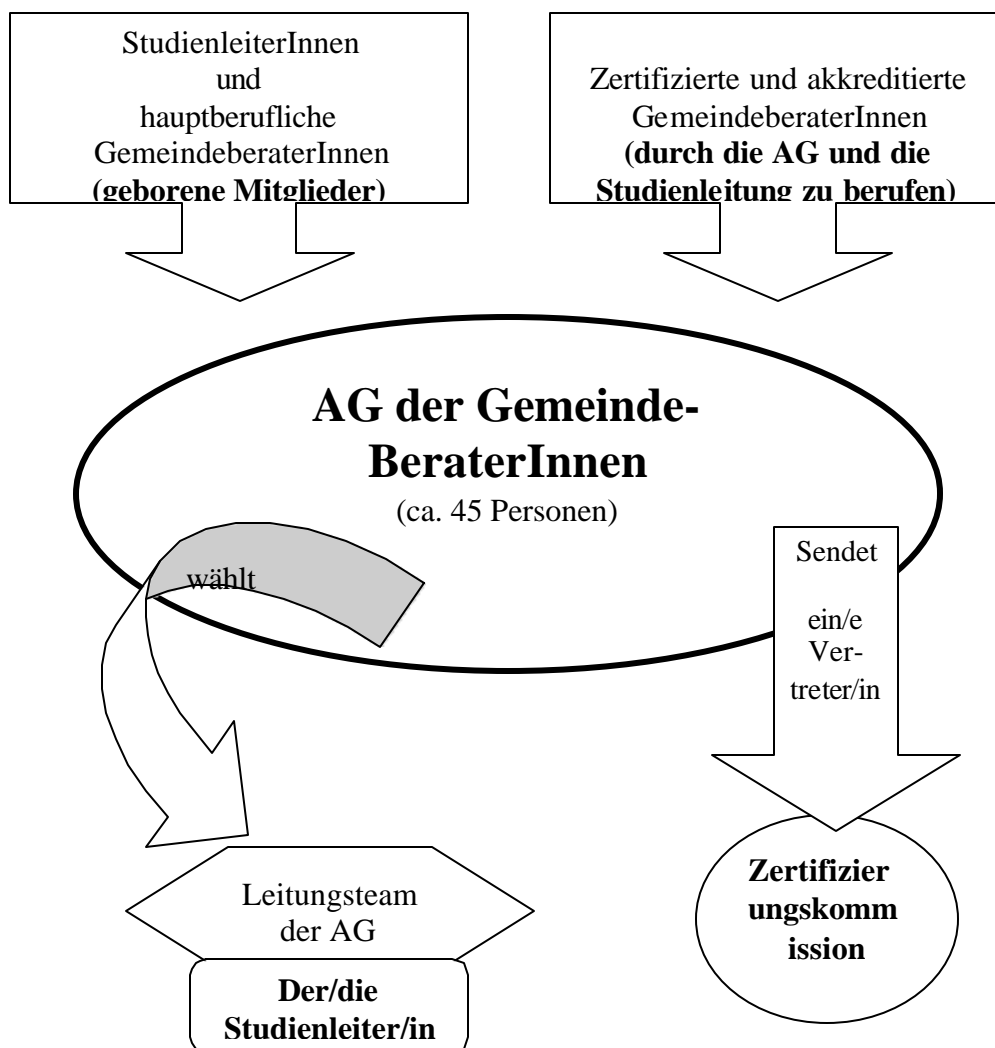 StudienleiterInnen
und
hauptberufliche
GemeindeberaterInnen
(geborene Mitglieder)
Zertifizierte und akkreditierte
GemeindeberaterInnen
(durch die AG und die
Studienleitung zu berufen)
AG der Gemeinde-
BeraterInnen
(ca. 45 Personen)
wählt
Sendet
ein/e
Ver-
treter/in
Leitungsteam
der AG
Der/die
Studienleiter/in
Zertifizier
ungskomm
ission